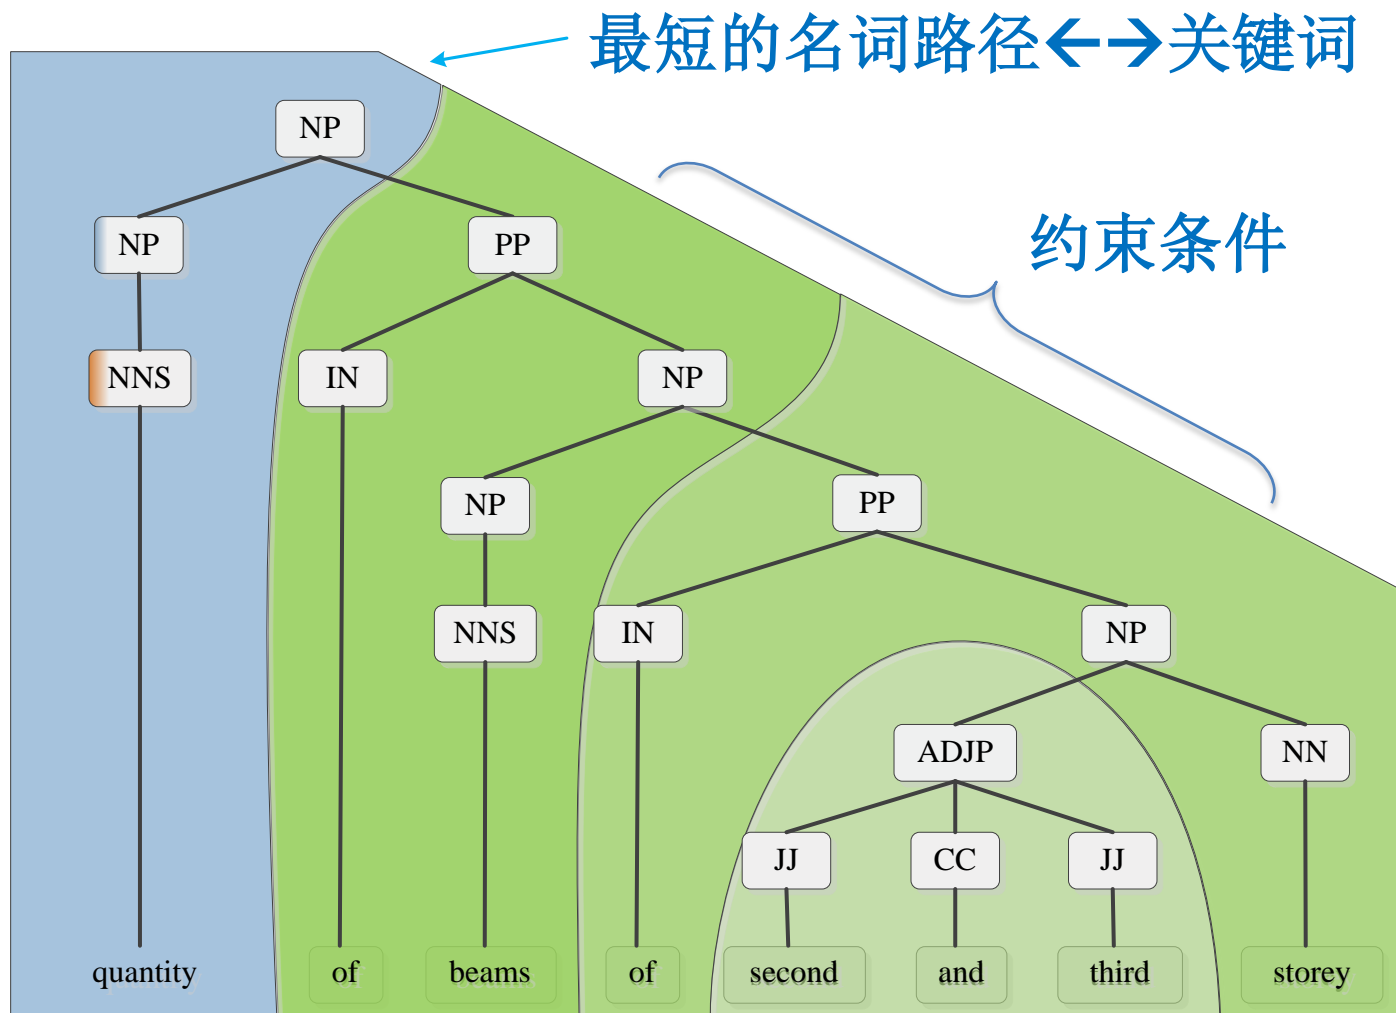 最短的名词路径←→关键词
NP
NP
PP
约束条件
NNS
IN
NP
NP
PP
NNS
IN
NP
ADJP
NN
JJ
CC
JJ
quantity of beams of second and third storey